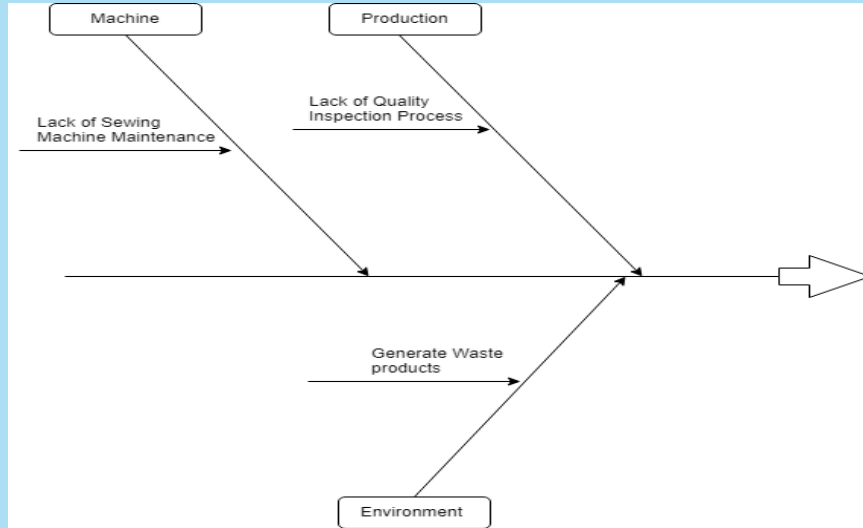 Machine
Production
Lack of Sewing
Machine Maintenance
Lack of Quality
Inspection Process
Generate Waste
products
Environment